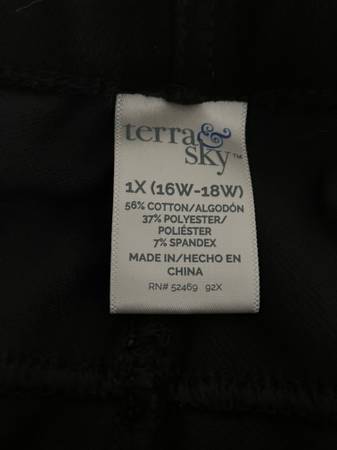 terra &
sky™
1X (16W-18W)
56% COTTON/ALGODÓN
37% POLYESTER/
POLIÉSTER
7% SPANDEX
MADE IN/HECHO EN
CHINA
RN# 52469 92X